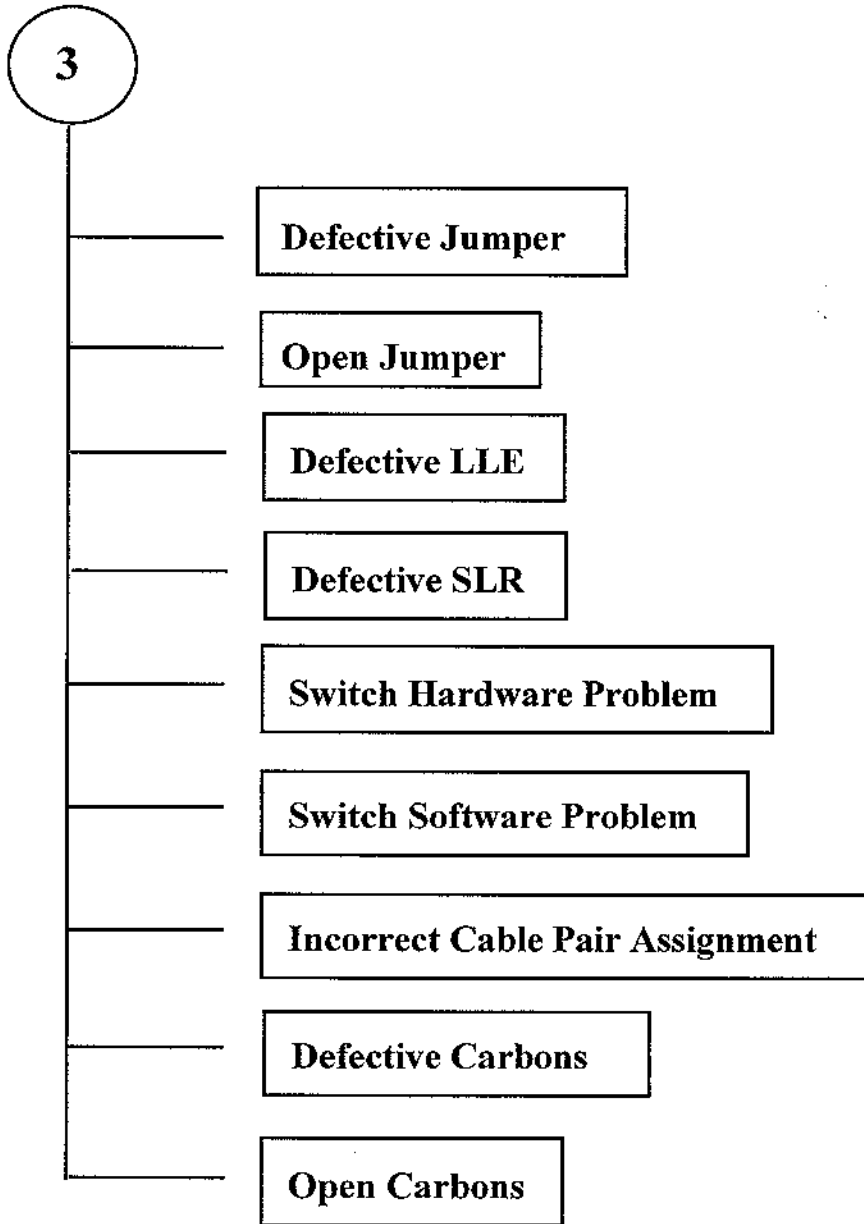 3
Defective Jumper
Open Jumper
Defective LLE
Defective SLR
Switch Hardware Problem
Switch Software Problem
Incorrect Cable Pair Assignment
Defective Carbons
Open Carbons